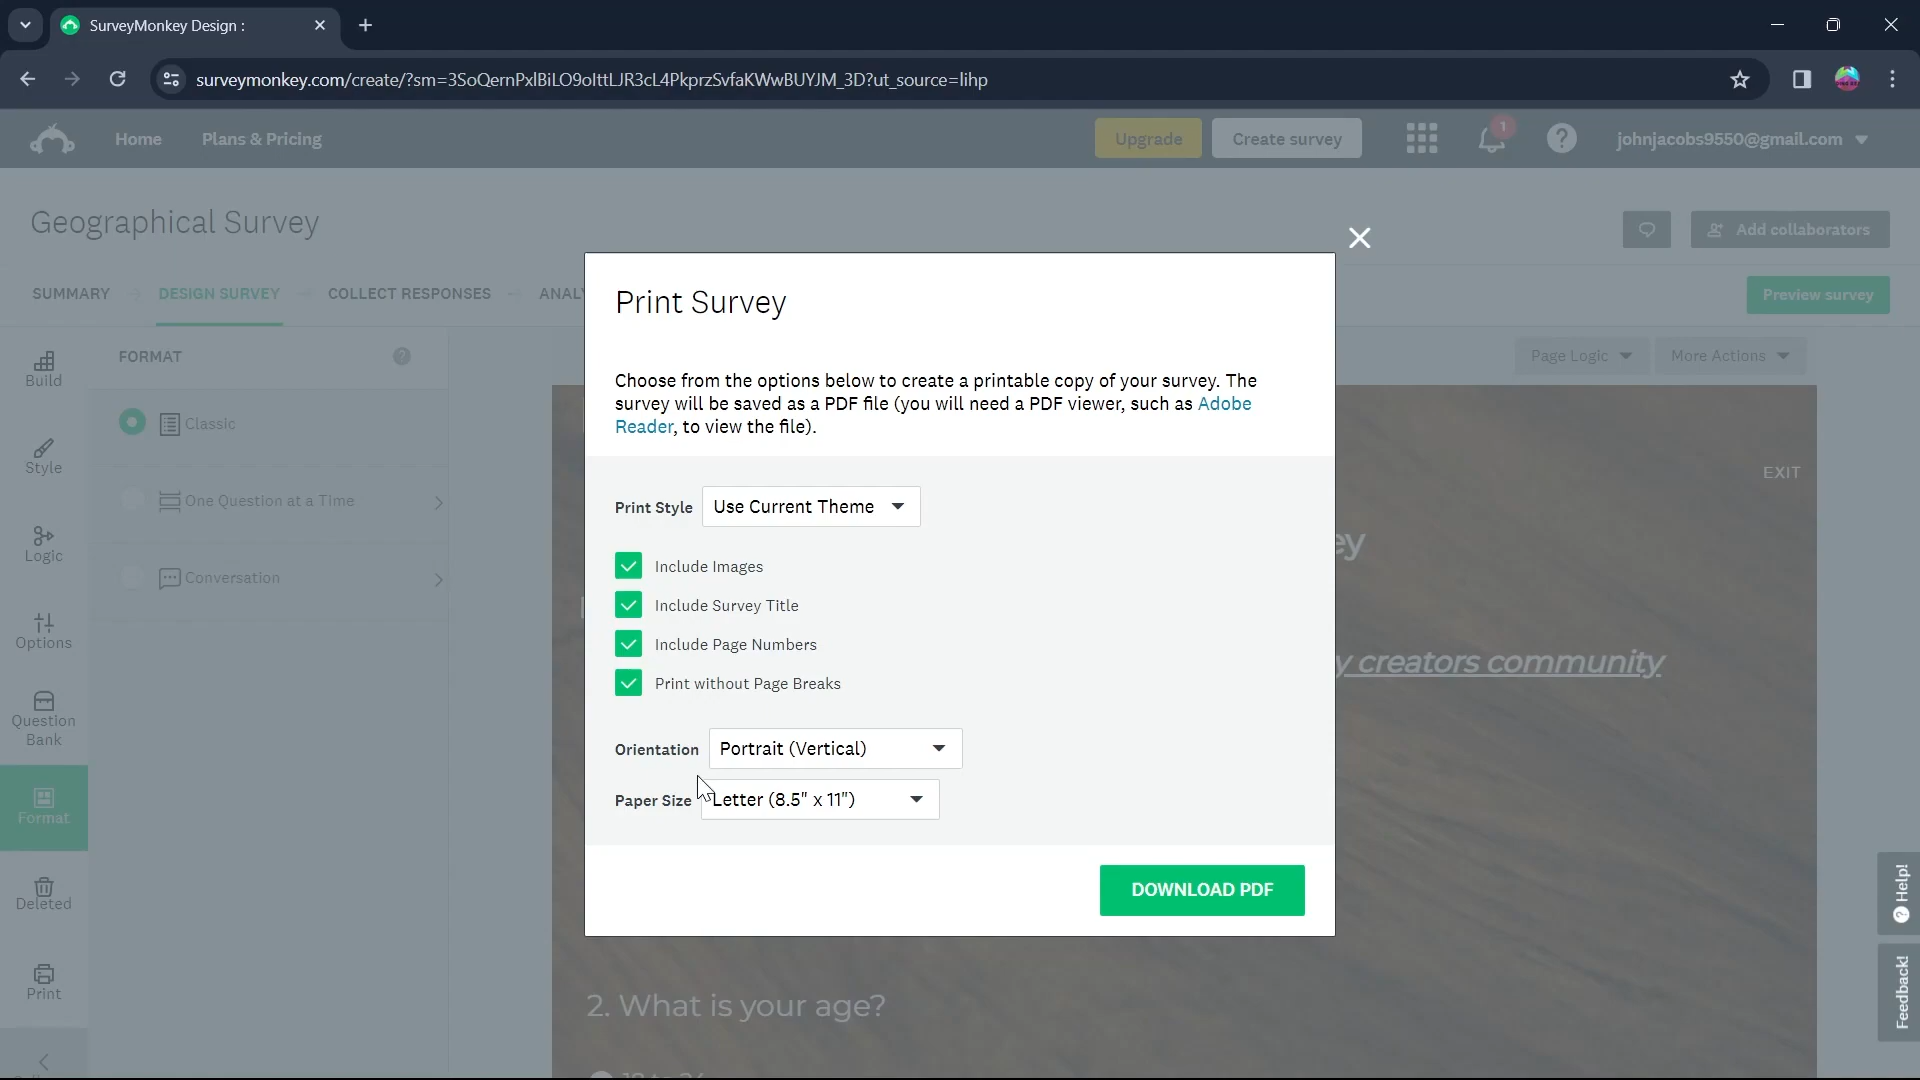 SurveyMonkey Design :
surveymonkey.com/create/?sm=3SoQernPxlBiLO9olttLJR3cL4PkprzSvfaKWwBUYJM_3D?ut_source=lihp
Home
Plans & Pricing
Upgrade
Create survey
1
johnjacobs9550@gmail.com
Geographical Survey
Add collaborators
SUMMARY
DESIGN SURVEY
COLLECT RESPONSES
ANALY
Preview survey
Print Survey
Build
FORMAT
Page Logic
More Actions
Choose from the options below to create a printable copy of your survey. The
survey will be saved as a PDF file (you will need a PDF viewer, such as Adobe
Reader, to view the file).
Classic
Style
EXIT
One Question at a Time
Print Style
Use Current Theme
Logic
ey
Include Images
Conversation
Include Survey Title
Options
Include Page Numbers
y creators community
Print without Page Breaks
Question
Bank
Orientation
Portrait (Vertical)
Paper Size
Letter (8.5" x 11")
Format
DOWNLOAD PDF
Help!
Deleted
Print
Feedback!
2. What is your age?